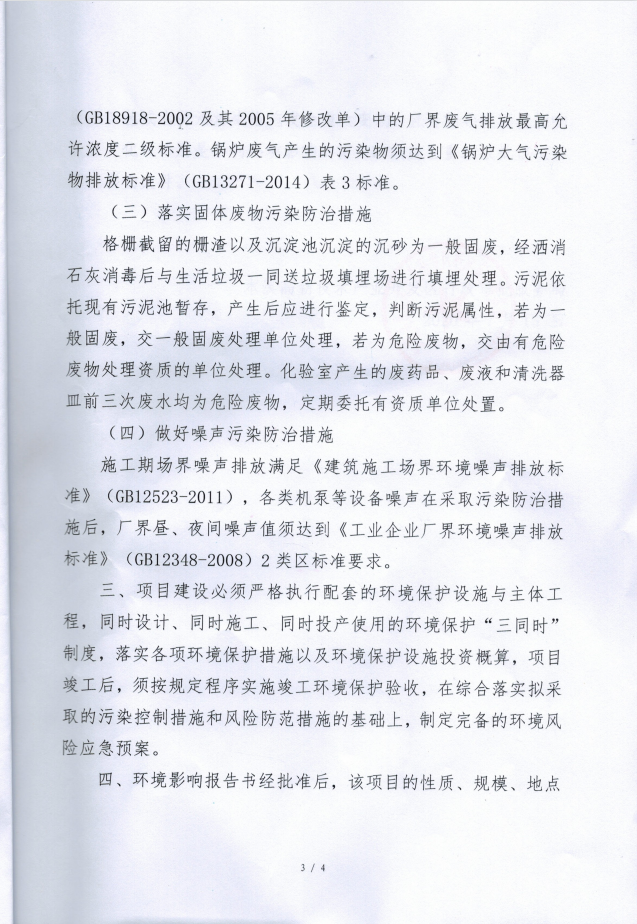 （GB18918-2002 及其 2005 年修改单）中的厂界废气排放最高允
许浓度二级标准。锅炉废气产生的污染物须达到《锅炉大气污染
物排放标准》（GB13271-2014）表 3 标准。
（三）落实固体废物污染防治措施
格栅截留的栅渣以及沉淀池沉淀的沉砂为一般固废，经洒消
石灰消毒后与生活垃圾一同送垃圾填埋场进行填埋处理。污泥依
托现有污泥池暂存，产生后应进行鉴定，判断污泥属性，若为一
般固废，交一般固废处理单位处理，若为危险废物，交由有危险
废物处理资质的单位处理。化验室产生的废药品、废液和清洗器
皿前三次废水均为危险废物，定期委托有资质单位处置。
（四）做好噪声污染防治措施
施工期场界噪声排放满足《建筑施工场界环境噪声排放标
准》（GB12523-2011），各类机泵等设备噪声在采取污染防治措
施后，厂界昼、夜间噪声值须达到《工业企业厂界环境噪声排放
标准》（GB12348-2008）2 类区标准要求。
三、项目建设必须严格执行配套的环境保护设施与主体工
程，同时设计、同时施工、同时投产使用的环境保护“三同时”
制度，落实各项环境保护措施以及环境保护设施投资概算，项目
竣工后，须按规定程序实施竣工环境保护验收，在综合落实拟采
取的污染控制措施和风险防范措施的基础上，制定完备的环境风
险应急预案。
四、环境影响报告书经批准后，该项目的性质、规模、地点
3 / 4